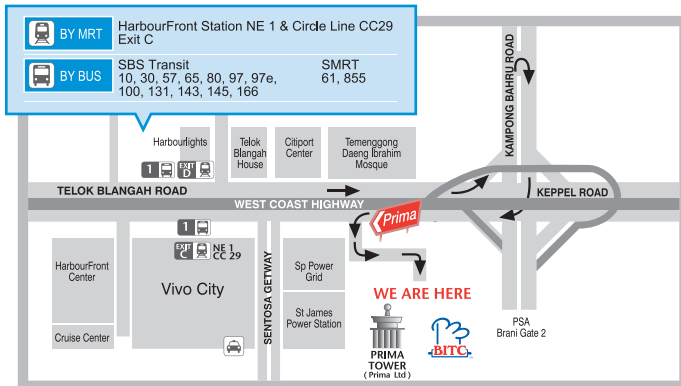 BY MRT
HarbourFront Station NE 1 & Circle Line CC29
Exit C
BY BUS
SBS Transit
10, 30, 57, 65, 80, 97, 97e,
100, 131, 143, 145, 166
SMRT
61, 855
KAMPONG BAHRU ROAD
Harbourlights
1
EXIT D
Telok
Blangah
House
Citiport
Center
Temenggong
Daeng Ibrahim
Mosque
TELOK BLANGAH ROAD
KEPPEL ROAD
WEST COAST HIGHWAY
Prima
1
EXIT C
NE 1
CC 29
HarbourFront
Center
Vivo City
Cruise Center
SENTOSA GETWAY
Sp Power
Grid
St James
Power Station
WE ARE HERE
PRIMA
TOWER
( Prima Ltd )
BITC
PSA
Brani Gate 2